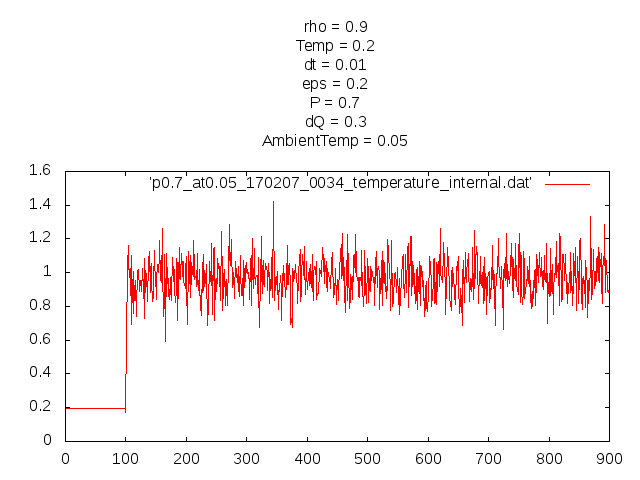 rho = 0.9
Temp = 0.2
dt = 0.01
eps = 0.2
P = 0.7
dQ = 0.3
AmbientTemp = 0.05
'p0.7_at0.05_170207_0034_temperature_internal.dat'
1.6
1.4
1.2
1
0.8
0.6
0.4
0.2
0
0 100 200 300 400 500 600 700 800 900